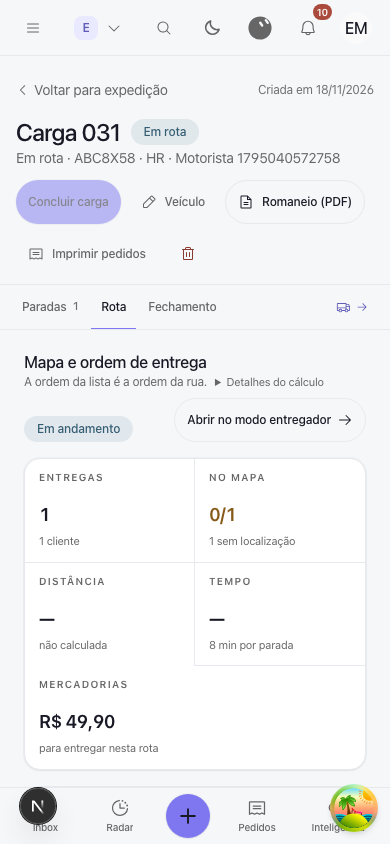 E
10
EM
Voltar para expedição
Criada em 18/11/2026
Carga 031
Em rota
Em rota · ABC8X58 · HR · Motorista 1795040572758
Concluir carga
Veículo
Romaneio (PDF)
Imprimir pedidos
Paradas 1
Rota
Fechamento
Mapa e ordem de entrega
A ordem da lista é a ordem da rua.
Detalhes do cálculo
Em andamento
Abrir no modo entregador
ENTREGAS
1
1 cliente
NO MAPA
0/1
1 sem localização
DISTÂNCIA
—
não calculada
TEMPO
—
8 min por parada
MERCADORIAS
R$ 49,90
para entregar nesta rota
N
Inbox
Radar
Pedidos